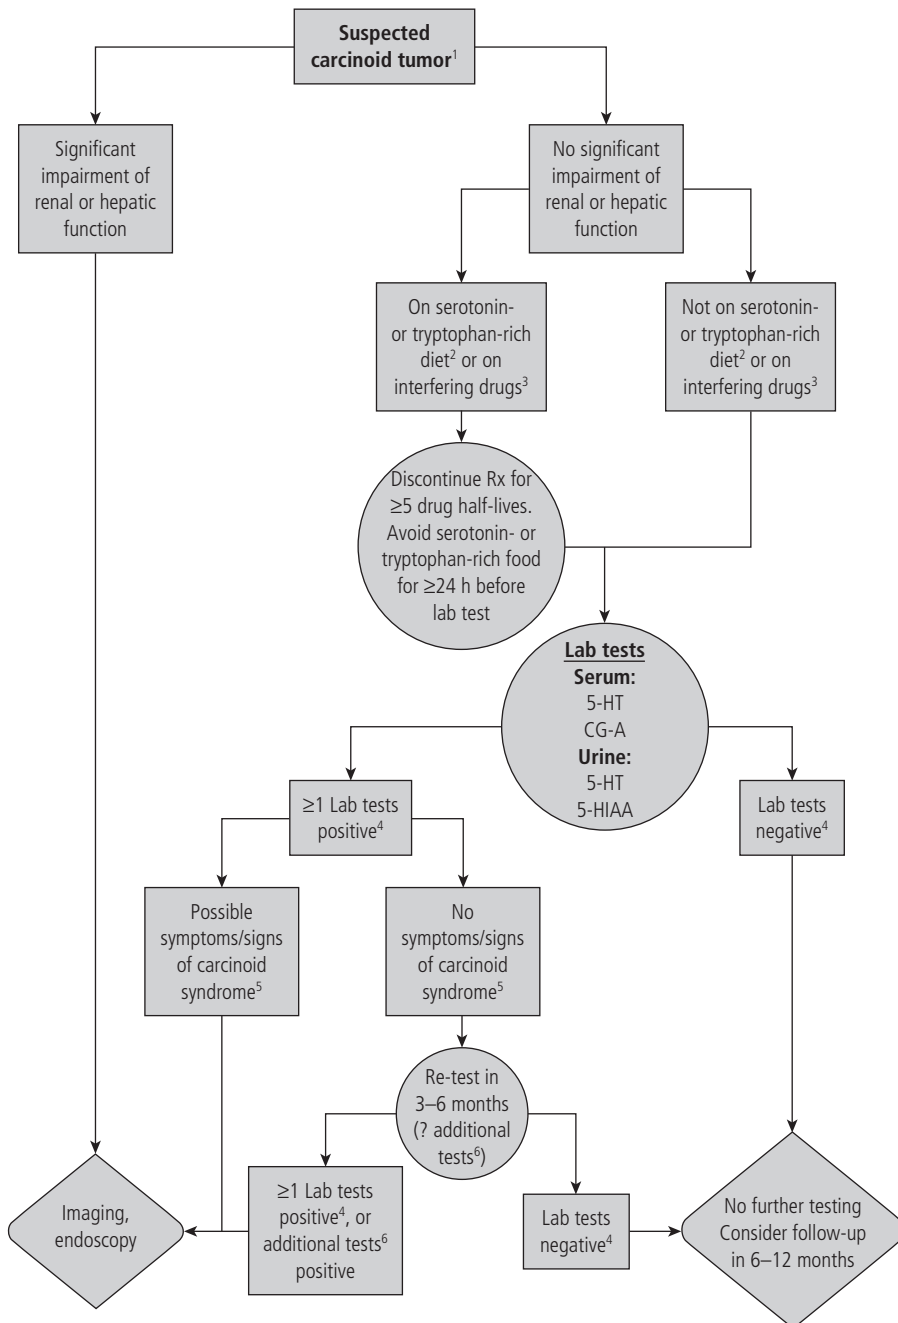 Suspected
carcinoid tumor¹
Significant
impairment of
renal or hepatic
function
No significant
impairment of
renal or hepatic
function
On serotonin-
or tryptophan-rich
diet² or on
interfering drugs³
Not on serotonin-
or tryptophan-rich
diet² or on
interfering drugs³
Discontinue Rx for
≥5 drug half-lives.
Avoid serotonin- or
tryptophan-rich food
for ≥24 h before
lab test
Lab tests
Serum:
5-HT
CG-A
Urine:
5-HT
5-HIAA
≥1 Lab tests
positive⁴
Lab tests
negative⁴
Possible
symptoms/signs
of carcinoid
syndrome⁵
No
symptoms/signs
of carcinoid
syndrome⁵
Re-test in
3–6 months
(? additional
tests⁶)
≥1 Lab tests
positive⁴, or
additional tests⁶
positive
Lab tests
negative⁴
Imaging,
endoscopy
No further testing
Consider follow-up
in 6–12 months